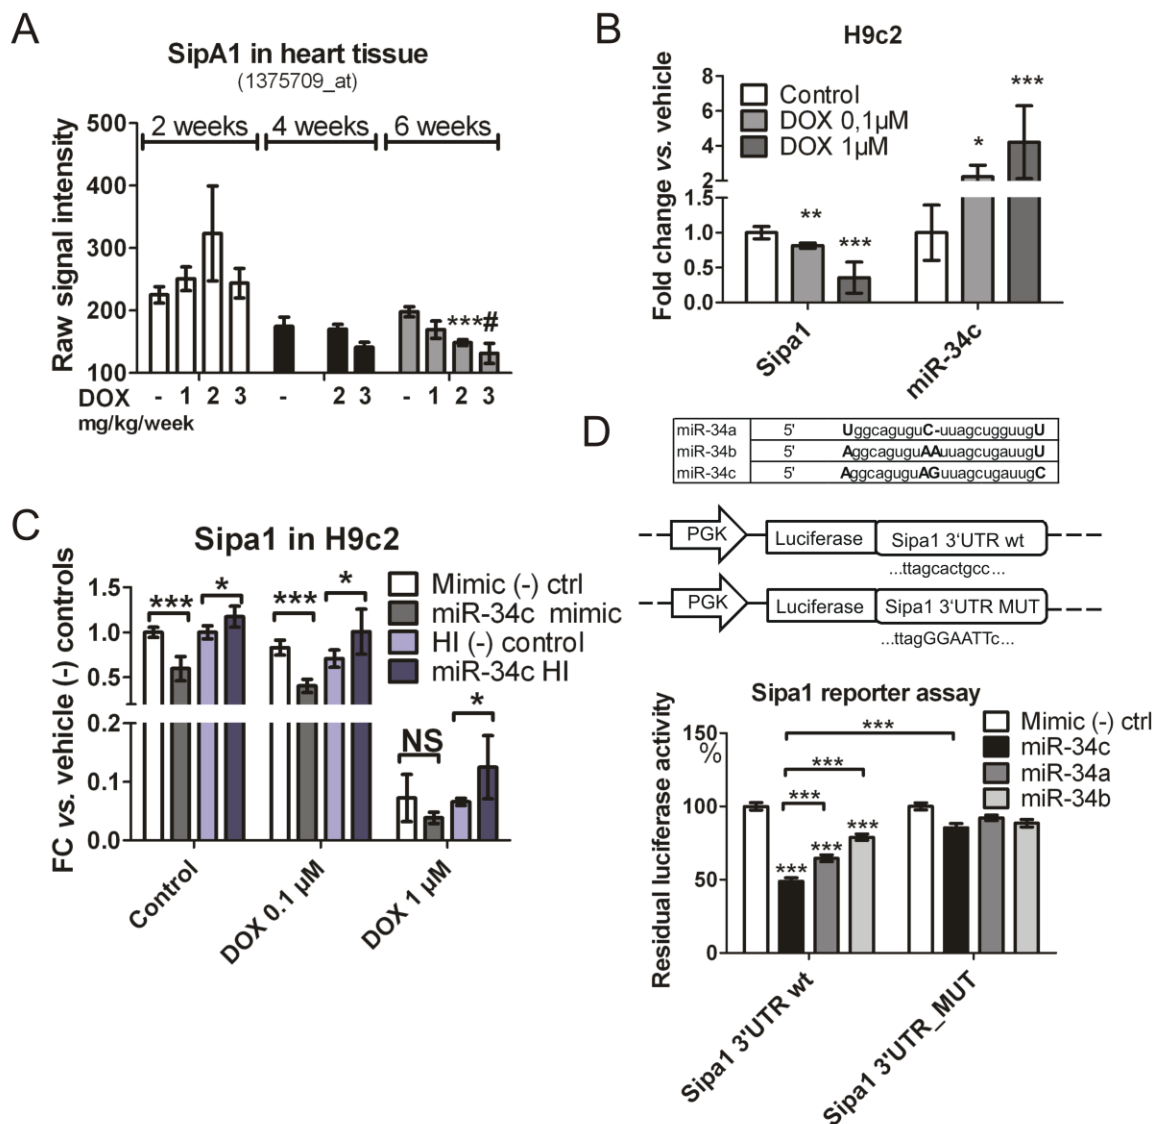 A
SipA1 in heart tissue
(1375709_at)
2 weeks 4 weeks 6 weeks
Raw signal intensity
500
400
300
200
100
***#
DOX - 1 2 3 - 2 3 - 1 2 3
mg/kg/week
B
H9c2
Fold change vs. vehicle
8
6
4
2
1.5
1.0
0.5
0.0
Control
DOX 0,1µM
DOX 1µM
** *** * ***
Sipa1 miR-34c
C
Sipa1 in H9c2
FC vs. vehicle (-) controls
1.5
1.0
0.5
0.2
0.1
0.0
Mimic (-) ctrl
miR-34c mimic
HI (-) control
miR-34c HI
*** * *** * NS *
Control DOX 0.1 µM DOX 1 µM
D
miR-34a 5' UggcaguguC-uuagcugguugU
miR-34b 5' AggcaguguAAuuagcugauugU
miR-34c 5' AggcaguguAGuuagcugauugC
PGK Luciferase Sipa1 3'UTR wt
...ttagcactgcc...
PGK Luciferase Sipa1 3'UTR MUT
...ttagGGAATTc...
Sipa1 reporter assay
Residual luciferase activity
150
%
100
50
0
Mimic (-) ctrl
miR-34c
miR-34a
miR-34b
***
***
***
*** *** ***
Sipa1 3'UTR wt Sipa1 3'UTR_MUT